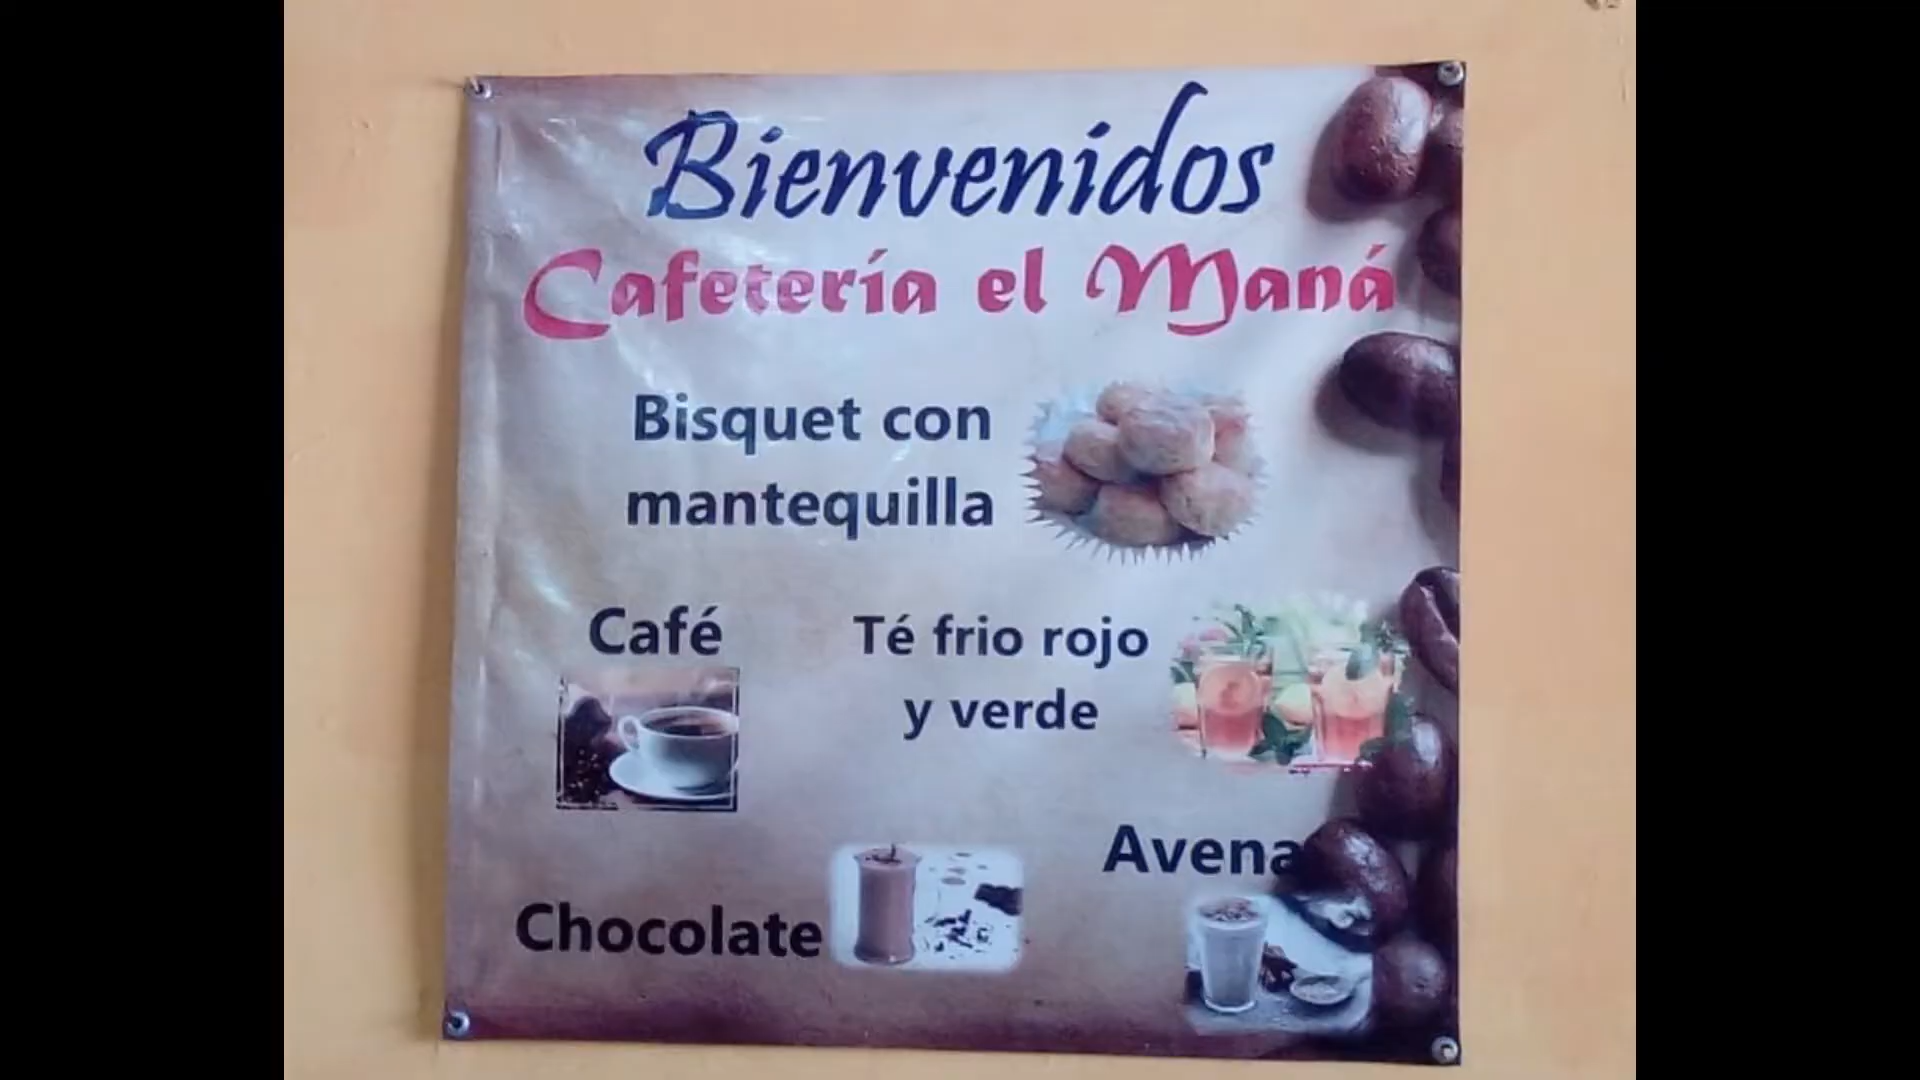 Bienvenidos
Cafetería el Maná
Bisquet con
mantequilla
Café
Té frio rojo
y verde
Avena
Chocolate